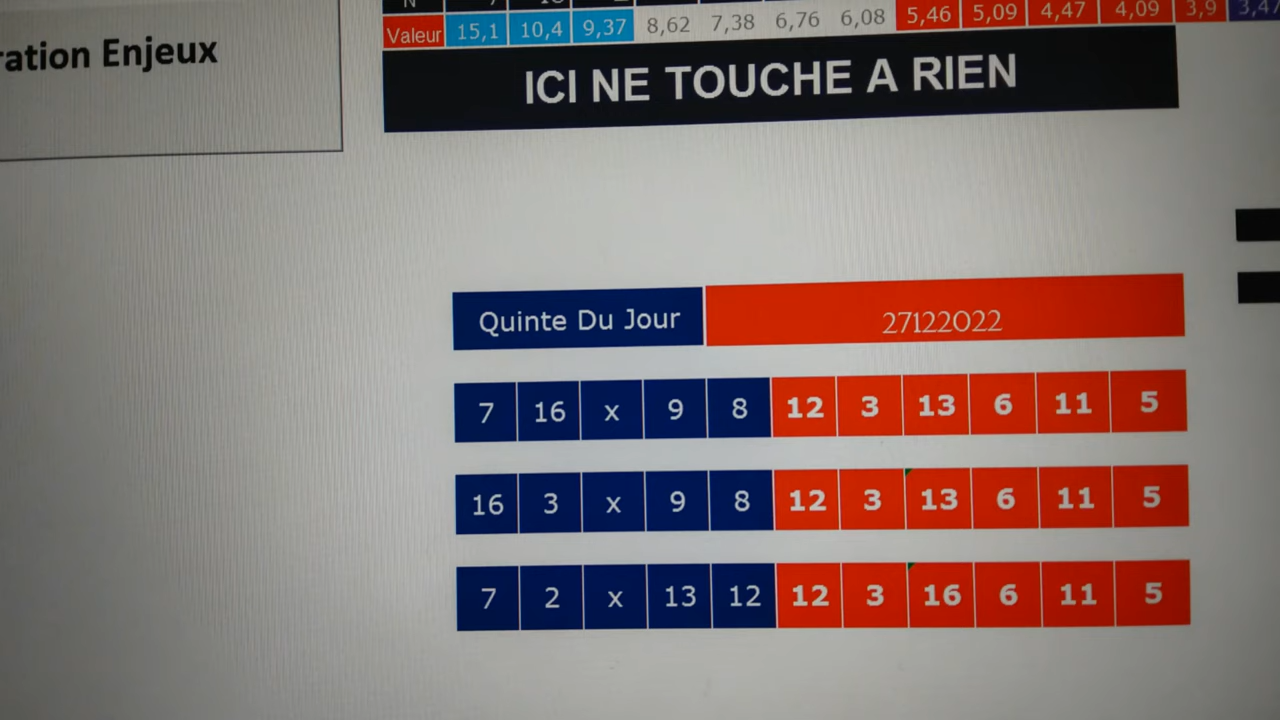 ration Enjeux
Valeur 15,1 10,4 9,37 8,62 7,38 6,76 6,08 5,46 5,09 4,47 4,09 3,9 3,47
ICI NE TOUCHE A RIEN
Quinte Du Jour 27122022
7 16 x 9 8 12 3 13 6 11 5
16 3 x 9 8 12 3 13 6 11 5
7 2 x 13 12 12 3 16 6 11 5